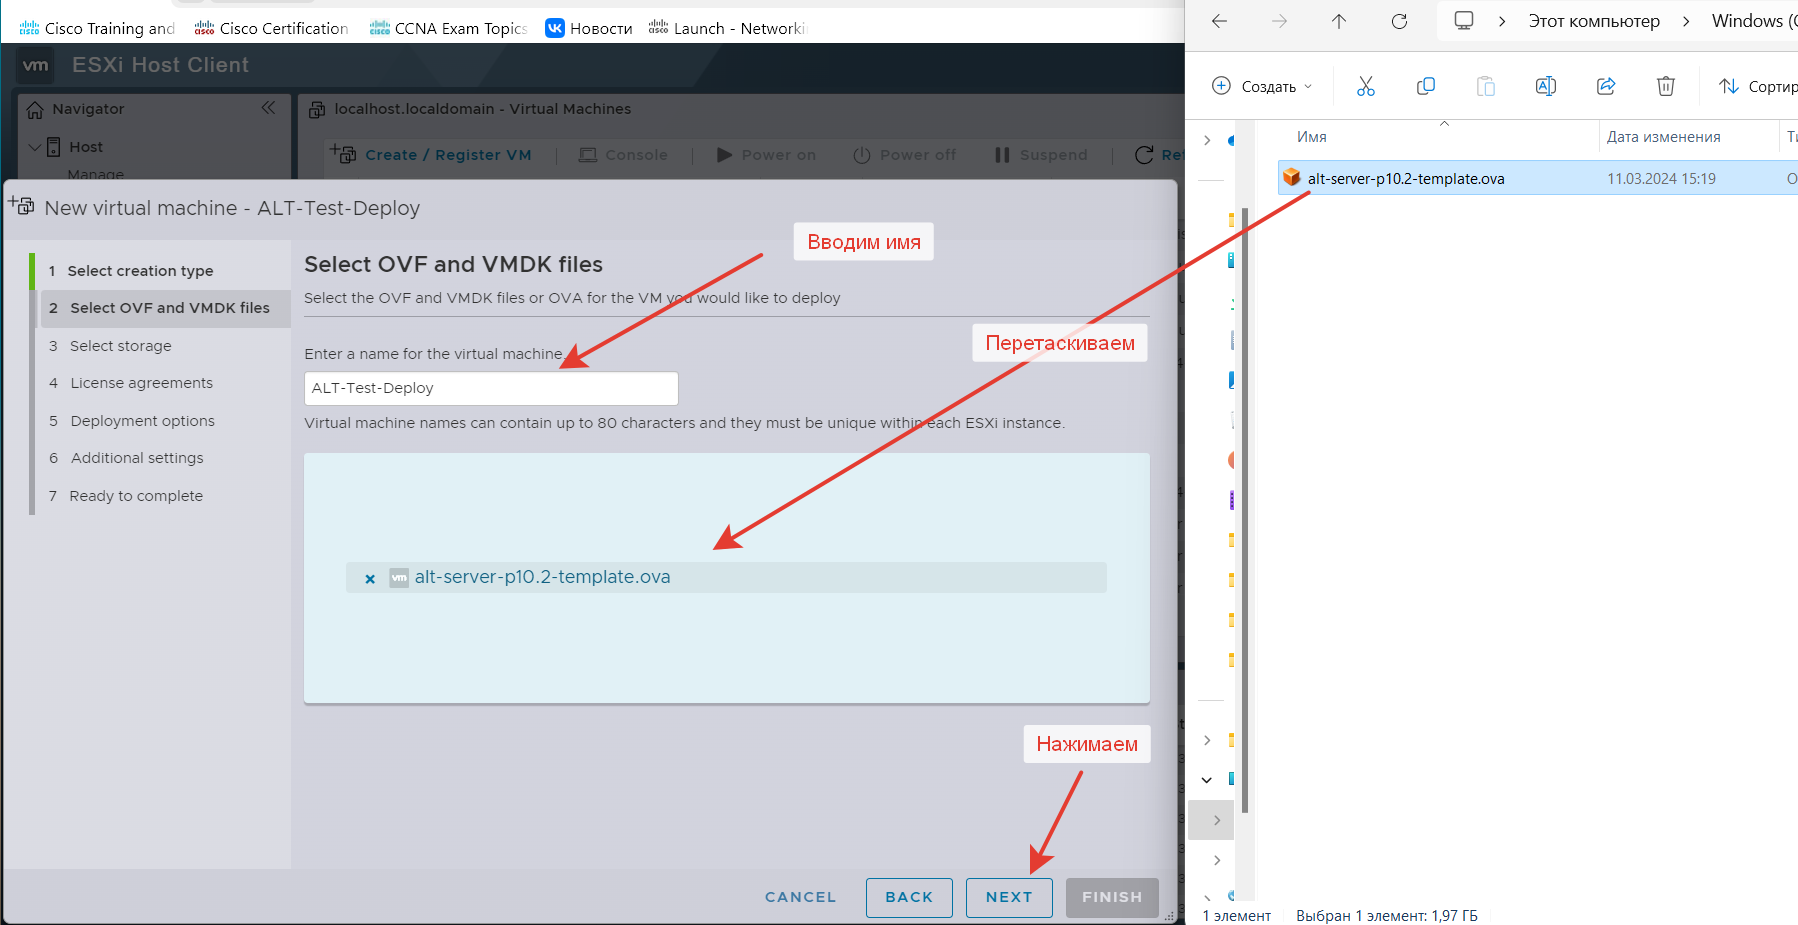 Cisco Training and
Cisco Certification
CCNA Exam Topics
Новости
Launch - Networki
vm ESXi Host Client
Navigator
Host
Manage
localhost.localdomain - Virtual Machines
Create / Register VM
Console
Power on
Power off
Suspend
Ref
New virtual machine - ALT-Test-Deploy
1 Select creation type
2 Select OVF and VMDK files
3 Select storage
4 License agreements
5 Deployment options
6 Additional settings
7 Ready to complete
Select OVF and VMDK files
Select the OVF and VMDK files or OVA for the VM you would like to deploy
Enter a name for the virtual machine.
ALT-Test-Deploy
Virtual machine names can contain up to 80 characters and they must be unique within each ESXi instance.
vm alt-server-p10.2-template.ova
Вводим имя
Перетаскиваем
Нажимаем
CANCEL
BACK
NEXT
FINISH
Этот компьютер
Windows (C
Создать
Сортир
Имя
Дата изменения
Ти
alt-server-p10.2-template.ova
11.03.2024 15:19
O
1 элемент
Выбран 1 элемент: 1,97 ГБ